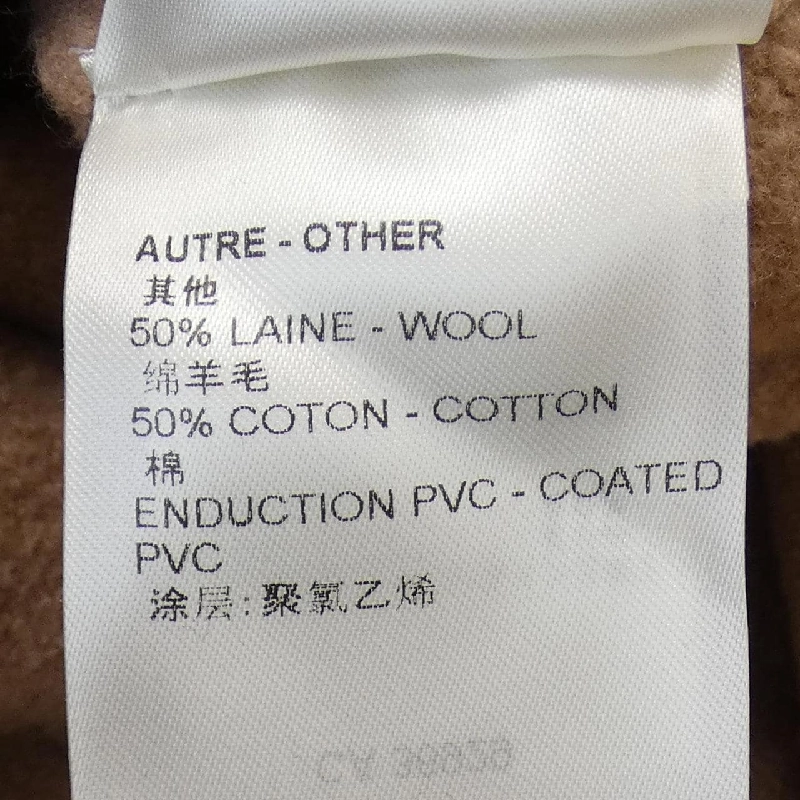 AUTRE - OTHER
其他
50% LAINE - WOOL
绵羊毛
50% COTON - COTTON
棉
ENDUCTION PVC - COATED
PVC
涂层:聚氯乙烯